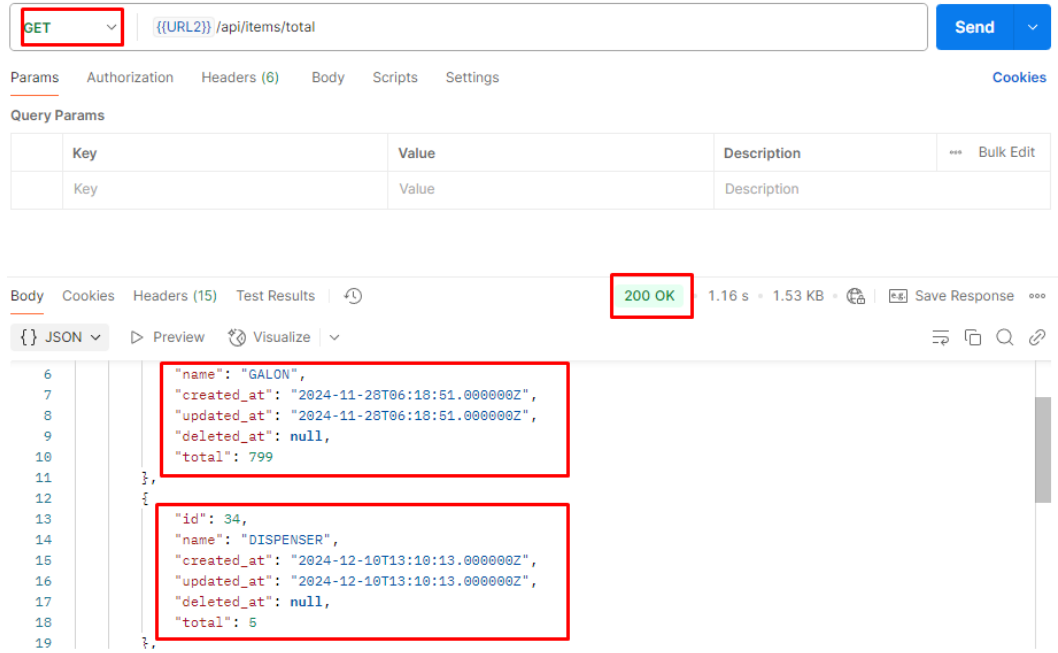 GET {{URL2}} /api/items/total Send
Params Authorization Headers (6) Body Scripts Settings Cookies
Query Params
Key Value Description ••• Bulk Edit
Key Value Description
Body Cookies Headers (15) Test Results 200 OK • 1.16 s • 1.53 KB • e.g. Save Response •••
{} JSON Preview Visualize
6 "name": "GALON",
7 "created_at": "2024-11-28T06:18:51.000000Z",
8 "updated_at": "2024-11-28T06:18:51.000000Z",
9 "deleted_at": null,
10 "total": 799
11 },
12 {
13 "id": 34,
14 "name": "DISPENSER",
15 "created_at": "2024-12-10T13:10:13.000000Z",
16 "updated_at": "2024-12-10T13:10:13.000000Z",
17 "deleted_at": null,
18 "total": 5
19 },